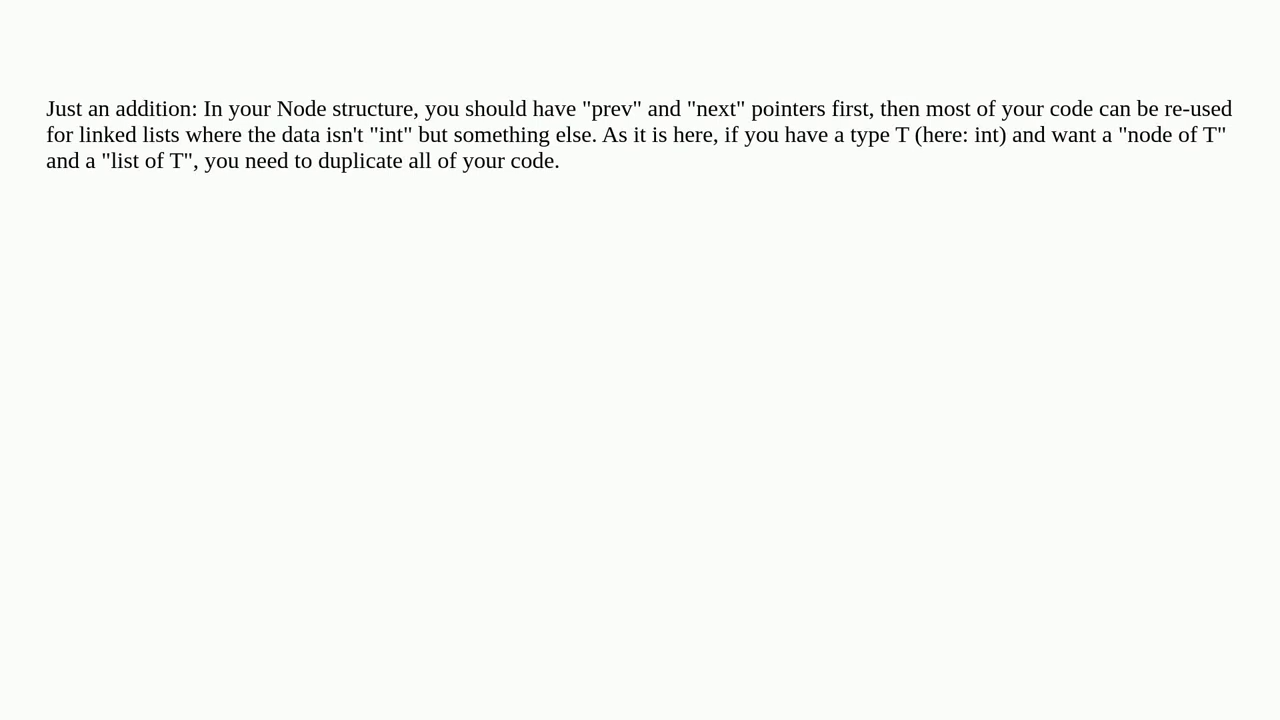 Just an addition: In your Node structure, you should have "prev" and "next" pointers first, then most of your code can be re-used
for linked lists where the data isn't "int" but something else. As it is here, if you have a type T (here: int) and want a "node of T"
and a "list of T", you need to duplicate all of your code.